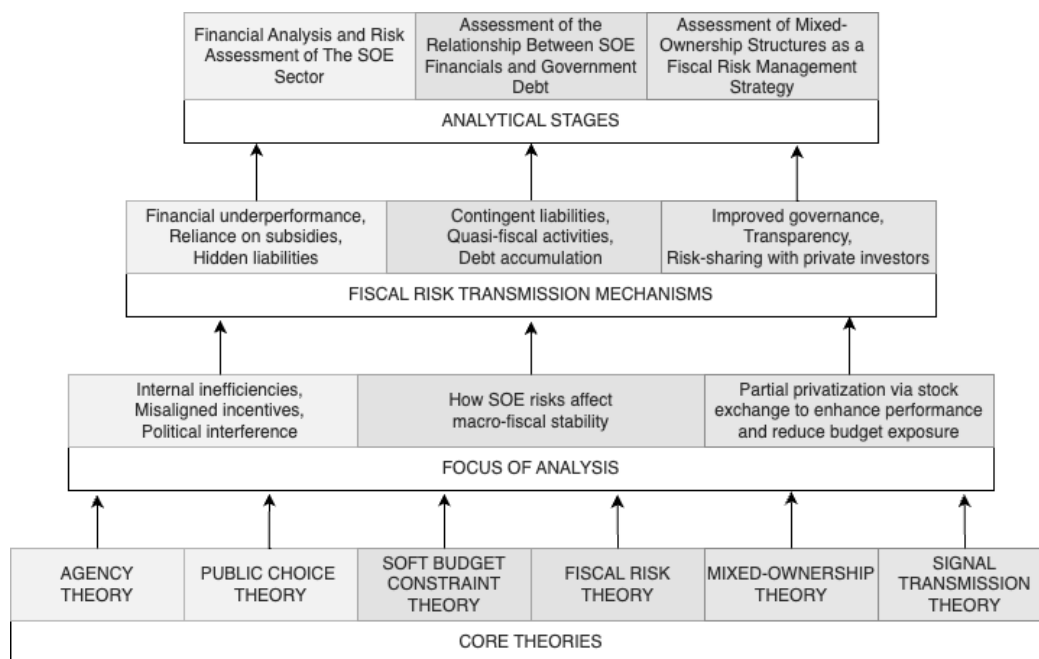 Financial Analysis and Risk
Assessment of The SOE
Sector
Assessment of the
Relationship Between SOE
Financials and Government
Debt
Assessment of Mixed-
Ownership Structures as a
Fiscal Risk Management
Strategy
ANALYTICAL STAGES
Financial underperformance,
Reliance on subsidies,
Hidden liabilities
Contingent liabilities,
Quasi-fiscal activities,
Debt accumulation
Improved governance,
Transparency,
Risk-sharing with private investors
FISCAL RISK TRANSMISSION MECHANISMS
Internal inefficiencies,
Misaligned incentives,
Political interference
How SOE risks affect
macro-fiscal stability
Partial privatization via stock
exchange to enhance performance
and reduce budget exposure
FOCUS OF ANALYSIS
AGENCY
THEORY
PUBLIC CHOICE
THEORY
SOFT BUDGET
CONSTRAINT
THEORY
FISCAL RISK
THEORY
MIXED-OWNERSHIP
THEORY
SIGNAL
TRANSMISSION
THEORY
CORE THEORIES